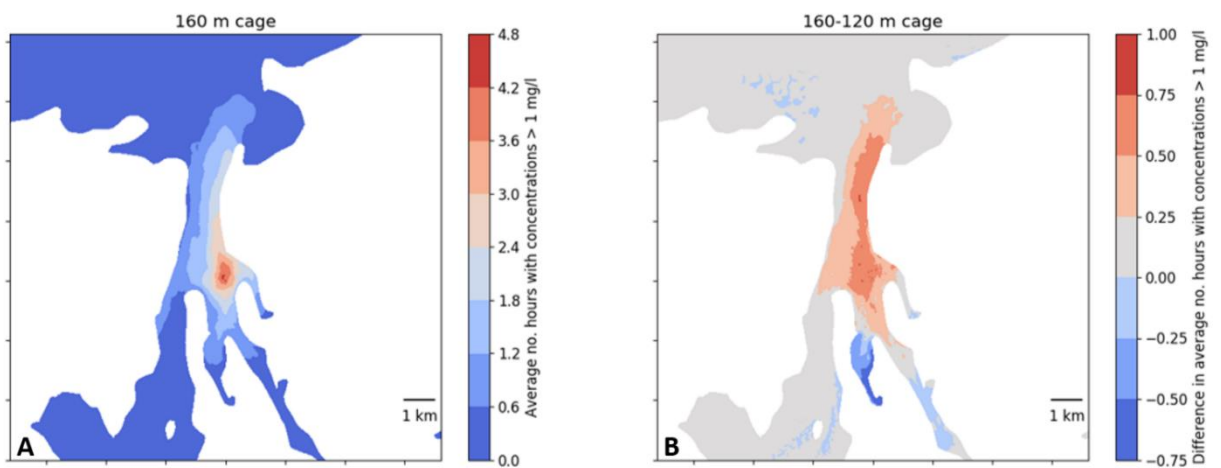 160 m cage
4.8
4.2
3.6
3.0
2.4
1.8
1.2
0.6
0.0
Average no. hours with concentrations > 1 mg/l
1 km
A
160-120 m cage
1.00
0.75
0.50
0.25
0.00
−0.25
−0.50
−0.75
Difference in average no. hours with concentrations > 1 mg/l
1 km
B